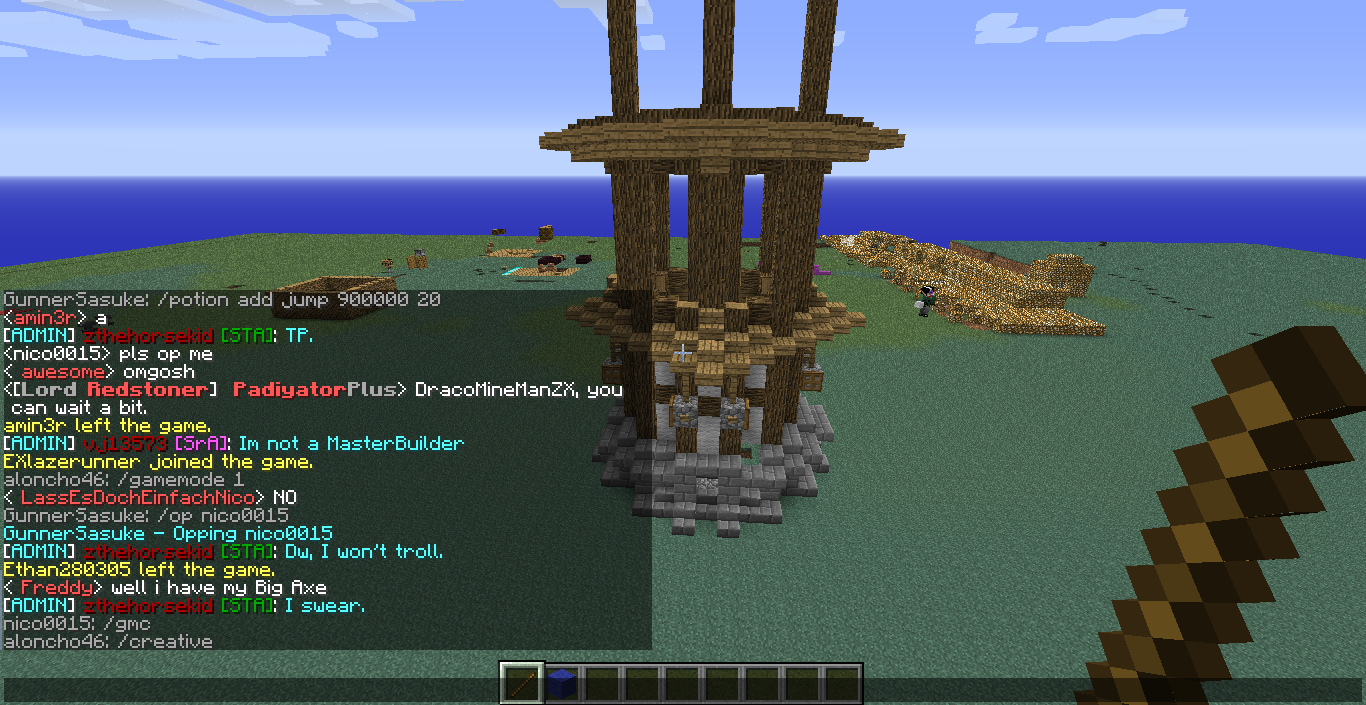 GunnerSasuke: /potion add jump 900000 20
<amin3r> a
[ADMIN] zthehorsekid [STA]: TP.
<nico0015> pls op me
< awesome> omgosh
<[Lord Redstoner] PadiyatorPlus> DracoMineManZX, you
can wait a bit.
amin3r left the game.
[ADMIN] vj13573 [SrA]: Im not a MasterBuilder
EXlazerunner joined the game.
aloncho46: /gamemode 1
< LassEsDochEinfachNico> NO
GunnerSasuke: /op nico0015
GunnerSasuke - Opping nico0015
[ADMIN] zthehorsekid [STA]: Dw, I won't troll.
Ethan280305 left the game.
< Freddy> well i have my Big Axe
[ADMIN] zthehorsekid [STA]: I swear.
nico0015: /gmc
aloncho46: /creative